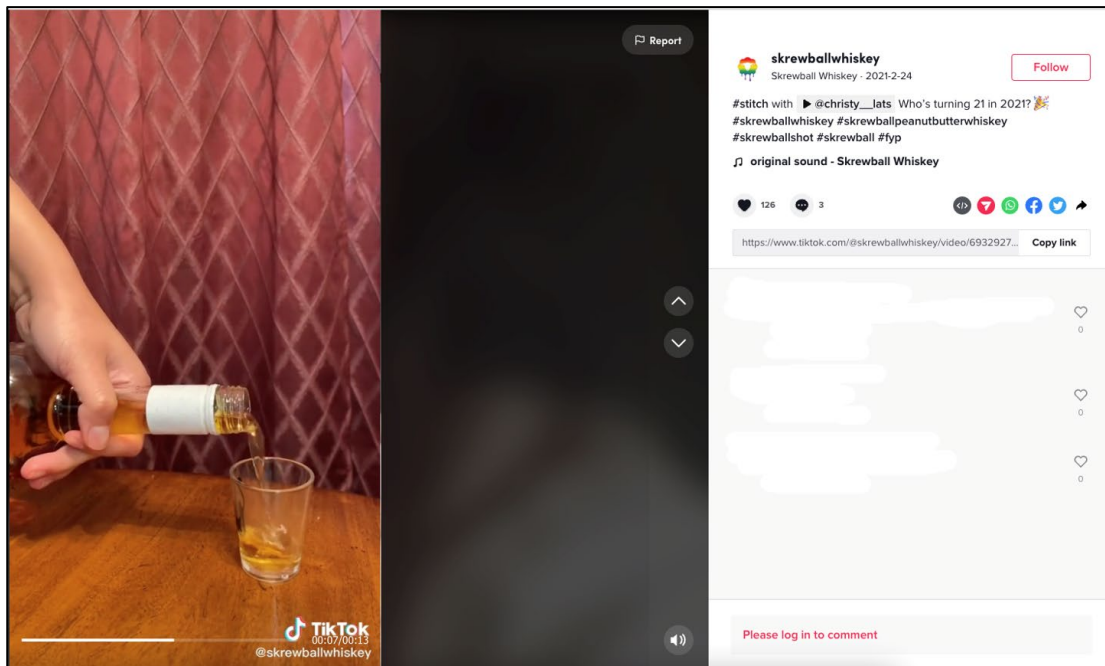 Report
TikTok
00:07/00:13
@skrewballwhiskey
skrewballwhiskey
Skrewball Whiskey · 2021-2-24
Follow
#stitch with ▶ @christy__lats Who's turning 21 in 2021? 🎉
#skrewballwhiskey #skrewballpeanutbutterwhiskey
#skrewballshot #skrewball #fyp
♫ original sound - Skrewball Whiskey
126 3
https://www.tiktok.com/@skrewballwhiskey/video/6932927... Copy link
0
0
0
Please log in to comment